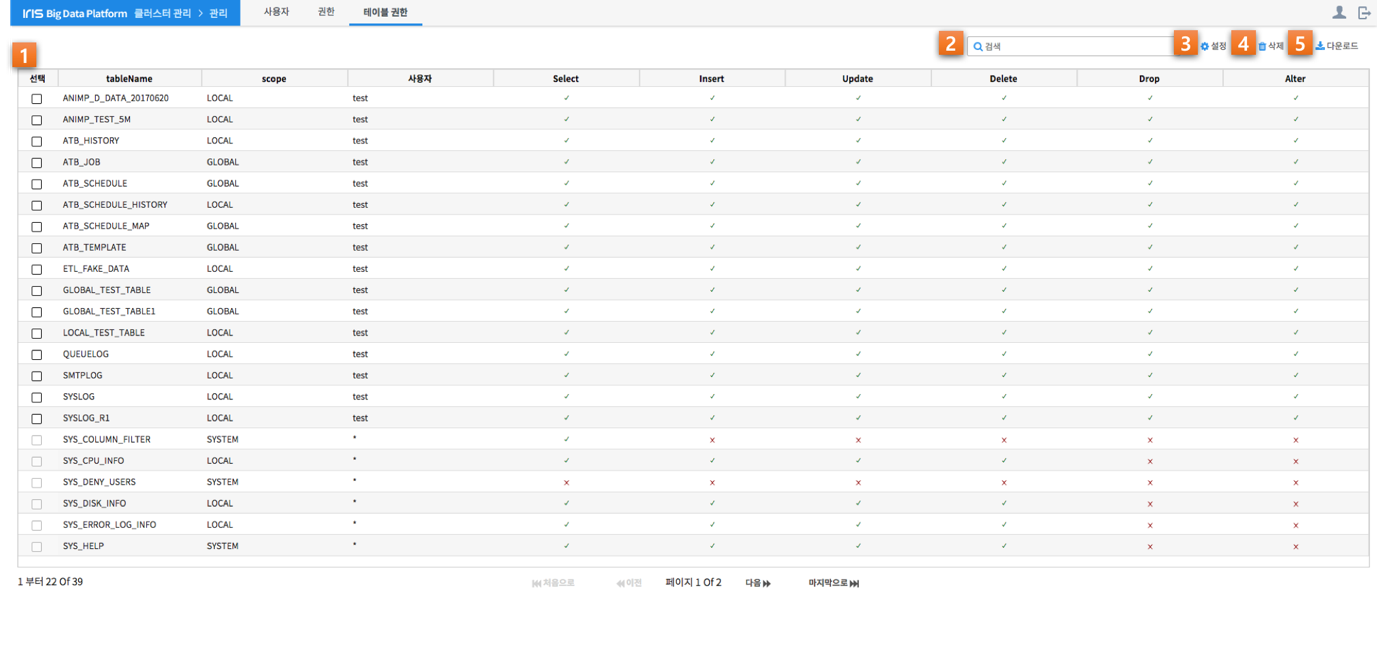 IRIS Big Data Platform 클러스터 관리 > 관리 사용자 권한 테이블 권한
1 2 검색 3 설정 4 삭제 5 다운로드
선택 tableName scope 사용자 Select Insert Update Delete Drop Alter
ANIMP_D_DATA_20170620 LOCAL test ✓ ✓ ✓ ✓ ✓ ✓
ANIMP_TEST_5M LOCAL test ✓ ✓ ✓ ✓ ✓ ✓
ATB_HISTORY LOCAL test ✓ ✓ ✓ ✓ ✓ ✓
ATB_JOB GLOBAL test ✓ ✓ ✓ ✓ ✓ ✓
ATB_SCHEDULE GLOBAL test ✓ ✓ ✓ ✓ ✓ ✓
ATB_SCHEDULE_HISTORY LOCAL test ✓ ✓ ✓ ✓ ✓ ✓
ATB_SCHEDULE_MAP GLOBAL test ✓ ✓ ✓ ✓ ✓ ✓
ATB_TEMPLATE GLOBAL test ✓ ✓ ✓ ✓ ✓ ✓
ETL_FAKE_DATA LOCAL test ✓ ✓ ✓ ✓ ✓ ✓
GLOBAL_TEST_TABLE GLOBAL test ✓ ✓ ✓ ✓ ✓ ✓
GLOBAL_TEST_TABLE1 GLOBAL test ✓ ✓ ✓ ✓ ✓ ✓
LOCAL_TEST_TABLE LOCAL test ✓ ✓ ✓ ✓ ✓ ✓
QUEUELOG LOCAL test ✓ ✓ ✓ ✓ ✓ ✓
SMTPLOG LOCAL test ✓ ✓ ✓ ✓ ✓ ✓
SYSLOG LOCAL test ✓ ✓ ✓ ✓ ✓ ✓
SYSLOG_R1 LOCAL test ✓ ✓ ✓ ✓ ✓ ✓
SYS_COLUMN_FILTER SYSTEM * ✓ x x x x x
SYS_CPU_INFO LOCAL * ✓ ✓ ✓ ✓ x x
SYS_DENY_USERS SYSTEM * x x x x x x
SYS_DISK_INFO LOCAL * ✓ ✓ ✓ ✓ x x
SYS_ERROR_LOG_INFO LOCAL * ✓ ✓ ✓ ✓ x x
SYS_HELP SYSTEM * ✓ ✓ ✓ ✓ x x
1 부터 22 Of 39 처음으로 이전 페이지 1 Of 2 다음 마지막으로